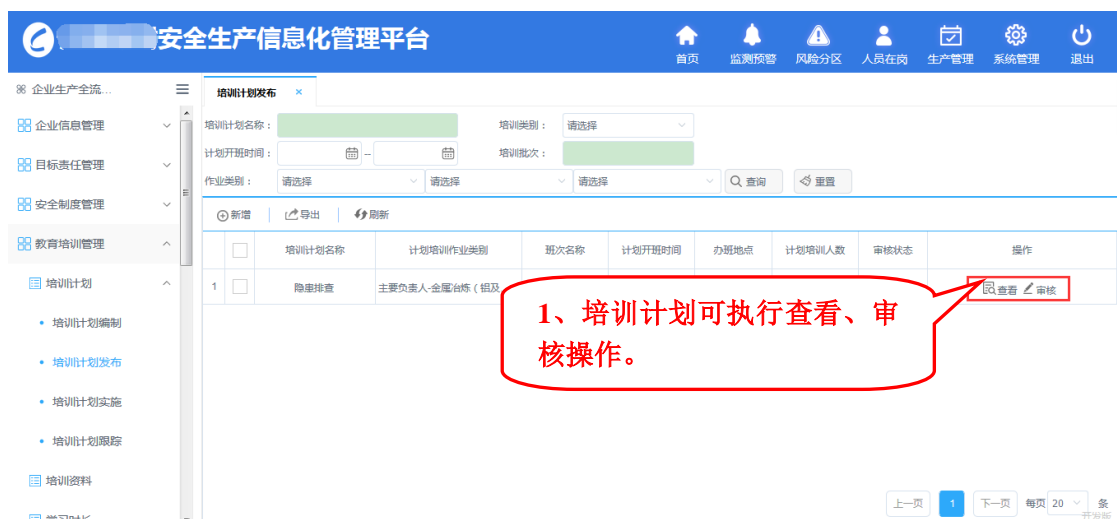 安全生产信息化管理平台
首页 监测预警 风险分区 人员在岗 生产管理 系统管理 退出
企业生产全流...
培训计划发布 ×
企业信息管理
目标责任管理
安全制度管理
教育培训管理
培训计划
培训计划编制
培训计划发布
培训计划实施
培训计划跟踪
培训资料
培训计划名称： 培训类别： 请选择
计划开班时间： -- 培训批次：
作业类别： 请选择 请选择 请选择 查询 重置
新增 导出 刷新
培训计划名称 计划培训作业类别 班次名称 计划开班时间 办班地点 计划培训人数 审核状态 操作
1 隐患排查 主要负责人-金属冶炼（铝及 查看 审核
1、培训计划可执行查看、审
核操作。
上一页 1 下一页 每页 20 条
开发版